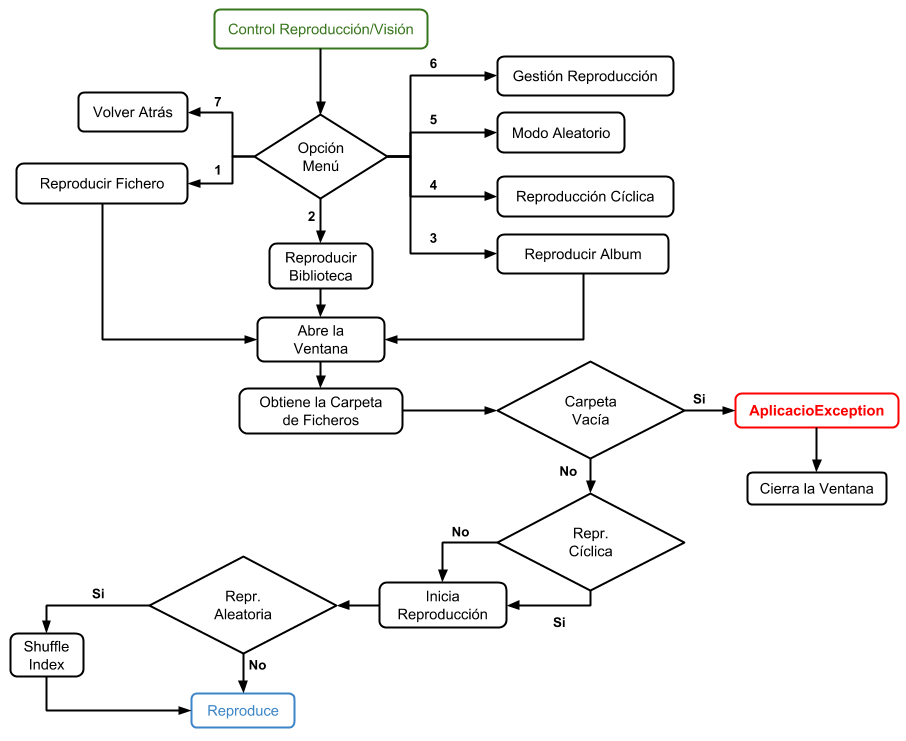 Control Reproducción/Visión
6
Gestión Reproducción
7
Volver Atrás
5
Modo Aleatorio
Opción
Menú
1
Reproducir Fichero
4
Reproducción Cíclica
2
3
Reproducir
Biblioteca
Reproducir Album
Abre la
Ventana
Obtiene la Carpeta
de Ficheros
Carpeta
Vacía
Si
AplicacioException
No
Cierra la Ventana
Repr.
Cíclica
No
Si
Inicia
Reproducción
Repr.
Aleatoria
Si
Shuffle
Index
No
Reproduce